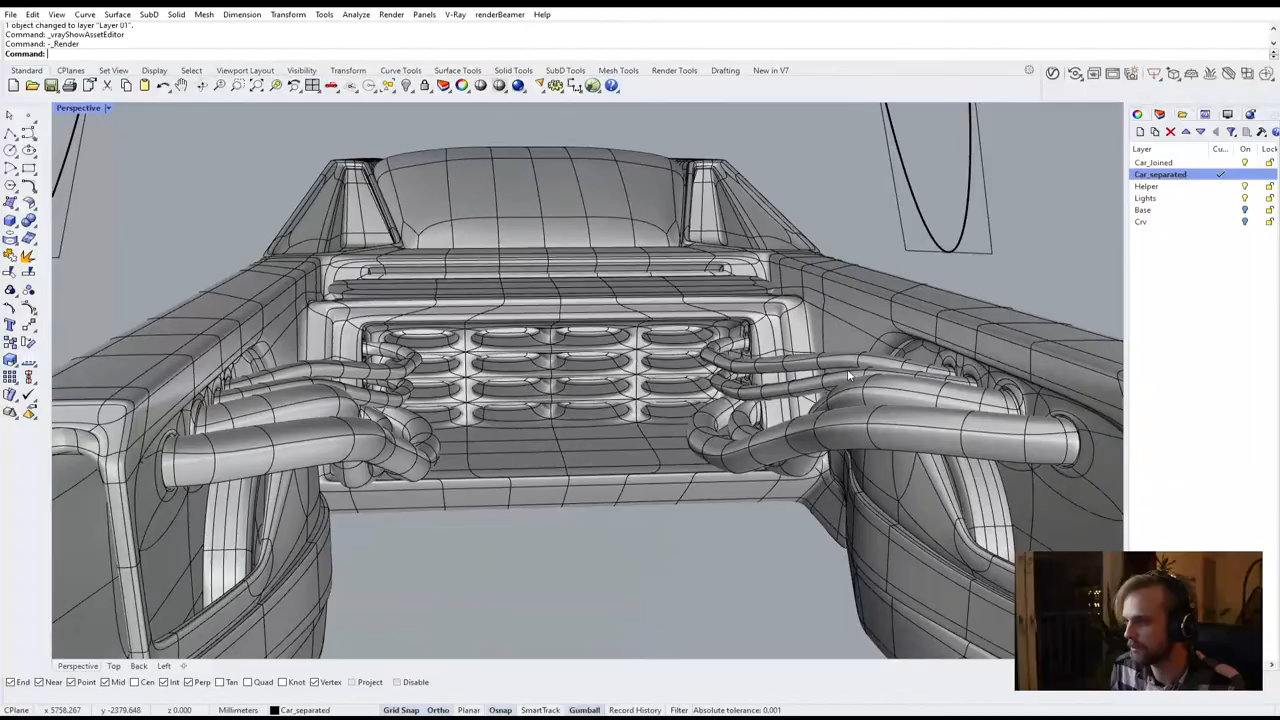 File Edit View Curve Surface SubD Solid Mesh Dimension Transform Tools Analyze Render Panels V-Ray renderBeamer Help
1 object changed to layer "Layer 01".
Command: _vrayShowAssetEditor
Command: -_Render
Command:
Standard CPlanes Set View Display Select Viewport Layout Visibility Transform Curve Tools Surface Tools Solid Tools SubD Tools Mesh Tools Render Tools Drafting New in V7
Perspective
Layer Cu... On Lock
Car_Joined
Car_separated
Helper
Lights
Base
Crv
Perspective Top Back Left
End Near Point Mid Cen Int Perp Tan Quad Knot Vertex Project Disable
CPlane x 5758.267 y -2379.648 z 0.000 Millimeters Car_separated Grid Snap Ortho Planar Osnap SmartTrack Gumball Record History Filter Absolute tolerance: 0.001